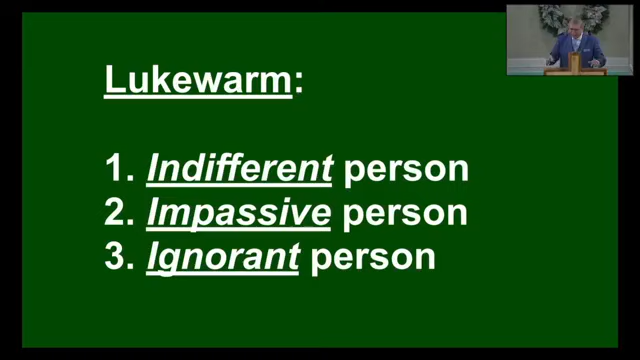 Lukewarm:
1. Indifferent person
2. Impassive person
3. Ignorant person